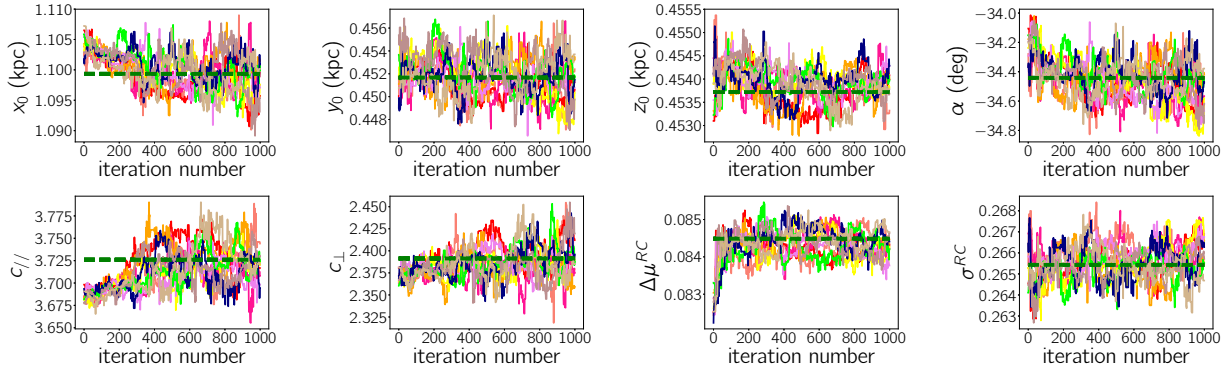 1.110
1.105
1.100
1.095
1.090
x₀ (kpc)
0 200 400 600 800 1000
iteration number
0.456
0.454
0.452
0.450
0.448
y₀ (kpc)
0 200 400 600 800 1000
iteration number
0.4555
0.4550
0.4545
0.4540
0.4535
0.4530
z₀ (kpc)
0 200 400 600 800 1000
iteration number
−34.0
−34.2
−34.4
−34.6
−34.8
α (deg)
0 200 400 600 800 1000
iteration number
3.775
3.750
3.725
3.700
3.675
3.650
c//
0 200 400 600 800 1000
iteration number
2.450
2.425
2.400
2.375
2.350
2.325
c⊥
0 200 400 600 800 1000
iteration number
0.085
0.084
0.083
Δμ^RC
0 200 400 600 800 1000
iteration number
0.268
0.267
0.266
0.265
0.264
0.263
σ^RC
0 200 400 600 800 1000
iteration number